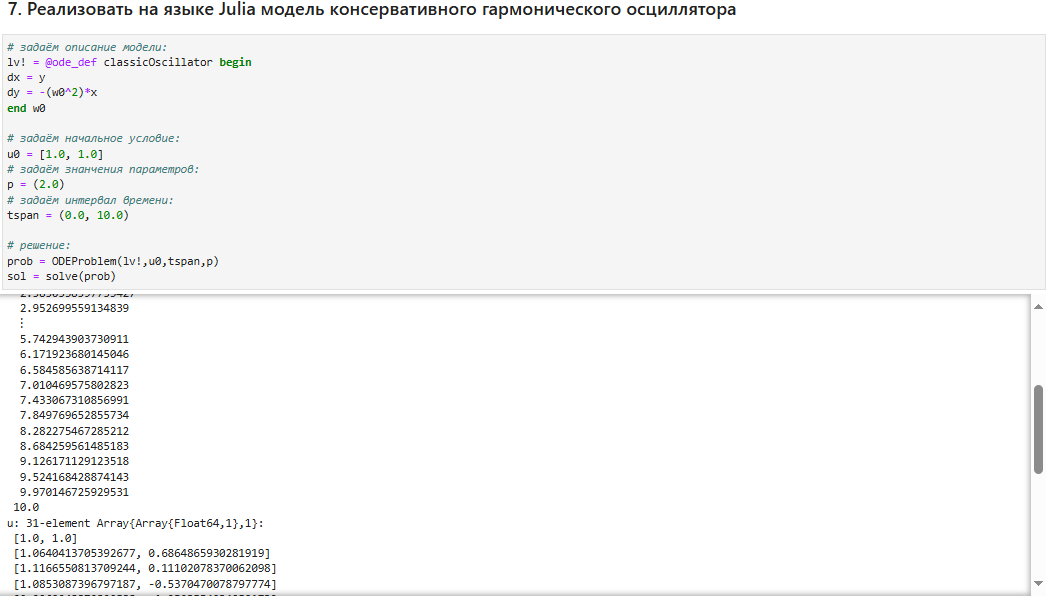 7. Реализовать на языке Julia модель консервативного гармонического осциллятора
# задаём описание модели:
lv! = @ode_def classicOscillator begin
dx = y
dy = -(w0^2)*x
end w0
# задаём начальное условие:
u0 = [1.0, 1.0]
# задаём знанчения параметров:
p = (2.0)
# задаём интервал времени:
tspan = (0.0, 10.0)
# решение:
prob = ODEProblem(lv!,u0,tspan,p)
sol = solve(prob)
2.952699559134839
⋮
5.742943903730911
6.171923680145046
6.584585638714117
7.010469575802823
7.433067310856991
7.849769652855734
8.282275467285212
8.684259561485183
9.126171129123518
9.524168428874143
9.970146725929531
10.0
u: 31-element Array{Array{Float64,1},1}:
[1.0, 1.0]
[1.0640413705392677, 0.6864865930281919]
[1.1166550813709244, 0.11102078370062098]
[1.0853087396797187, -0.5370470078797774]